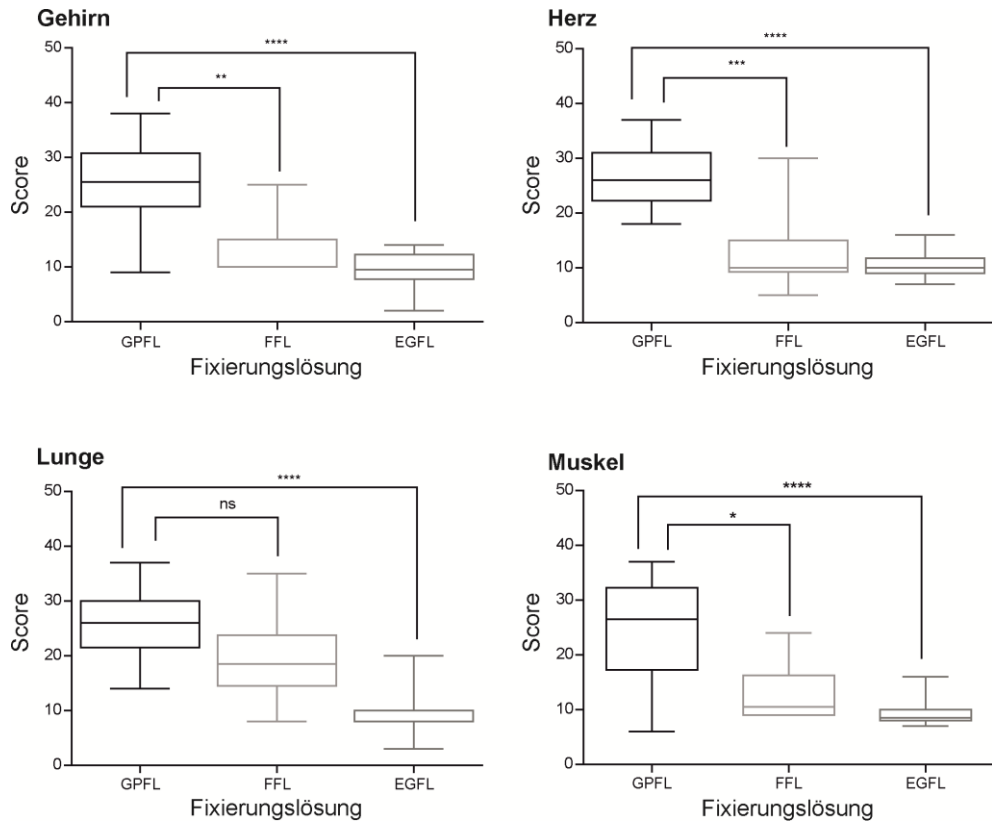 Gehirn
50
40
30
20
10
0
Score
****
**
GPFL
FFL
EGFL
Fixierungslösung
Herz
50
40
30
20
10
0
Score
****
***
GPFL
FFL
EGFL
Fixierungslösung
Lunge
50
40
30
20
10
0
Score
****
ns
GPFL
FFL
EGFL
Fixierungslösung
Muskel
50
40
30
20
10
0
Score
****
*
GPFL
FFL
EGFL
Fixierungslösung